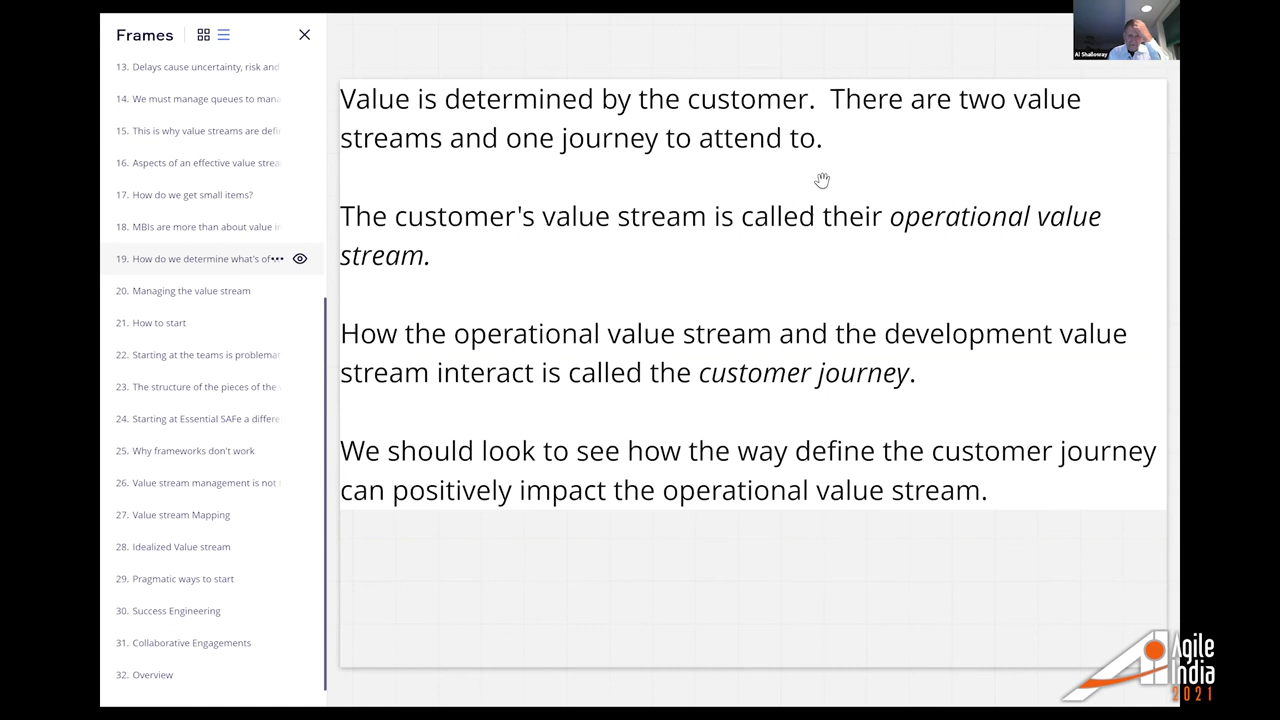 Frames
13. Delays cause uncertainty, risk and
14. We must manage queues to mana
15. This is why value streams are defi
16. Aspects of an effective value strea
17. How do we get small items?
18. MBIs are more than about value in
19. How do we determine what's of
20. Managing the value stream
21. How to start
22. Starting at the teams is problemat
23. The structure of the pieces of the v
24. Starting at Essential SAFe a differe
25. Why frameworks don't work
26. Value stream management is not
27. Value stream Mapping
28. Idealized Value stream
29. Pragmatic ways to start
30. Success Engineering
31. Collaborative Engagements
32. Overview
Value is determined by the customer. There are two value
streams and one journey to attend to.
The customer's value stream is called their operational value
stream.
How the operational value stream and the development value
stream interact is called the customer journey.
We should look to see how the way define the customer journey
can positively impact the operational value stream.
Al Shalloway
Agile
India
2021